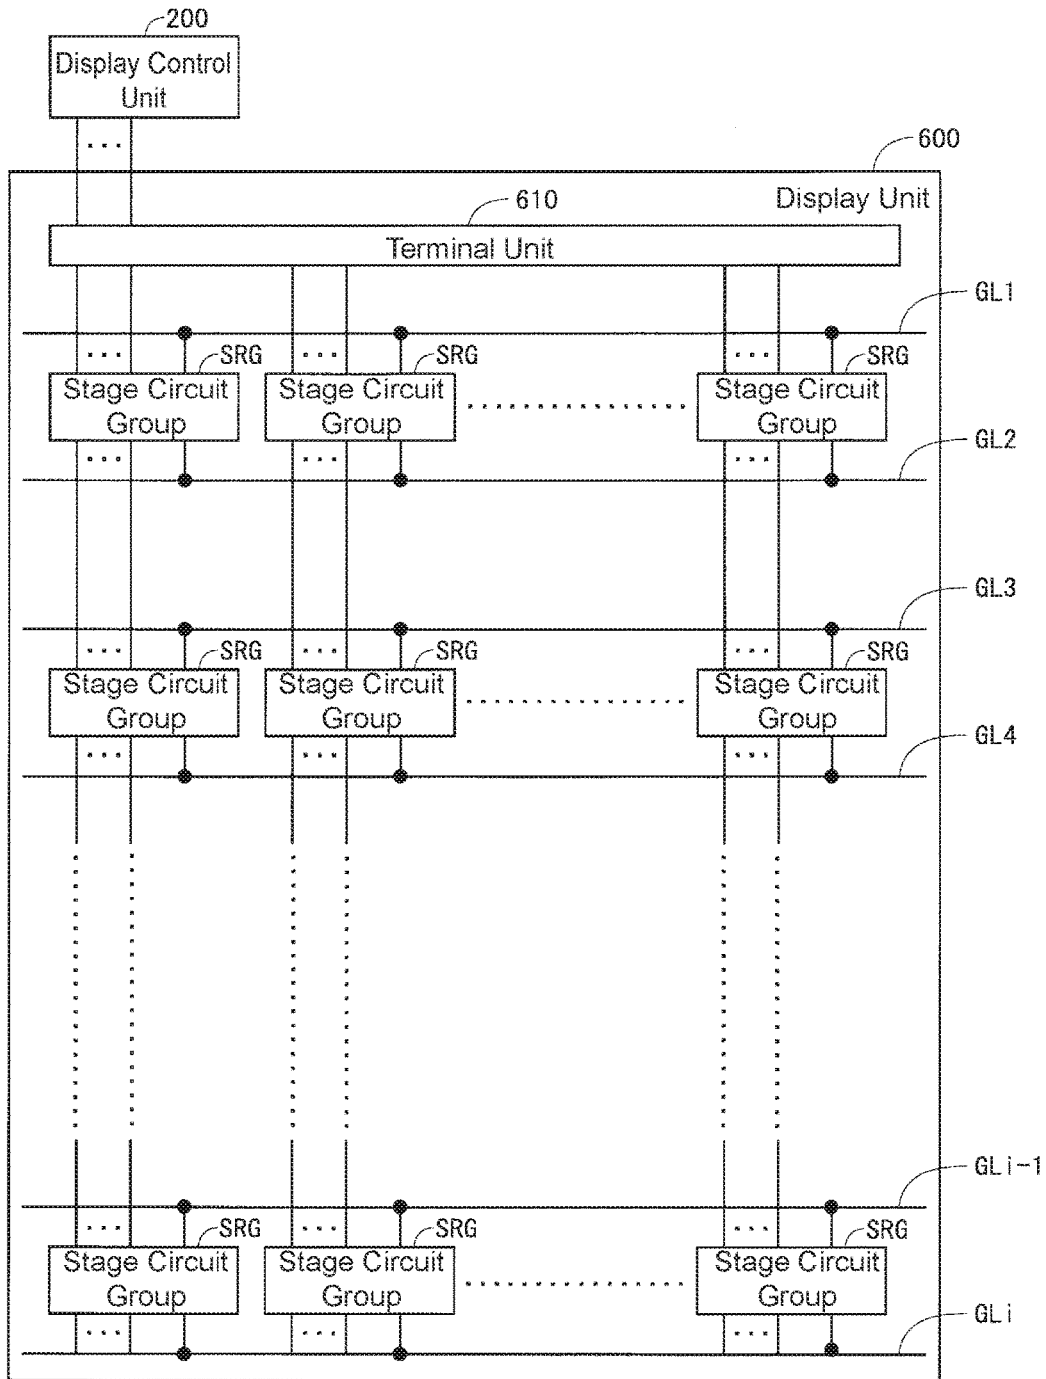 200
Display Control
Unit
600
Display Unit
610
Terminal Unit
GL1
SRG SRG SRG
Stage Circuit Stage Circuit Stage Circuit
Group Group Group
GL2
GL3
SRG SRG SRG
Stage Circuit Stage Circuit Stage Circuit
Group Group Group
GL4
GLi-1
SRG SRG SRG
Stage Circuit Stage Circuit Stage Circuit
Group Group Group
GLi